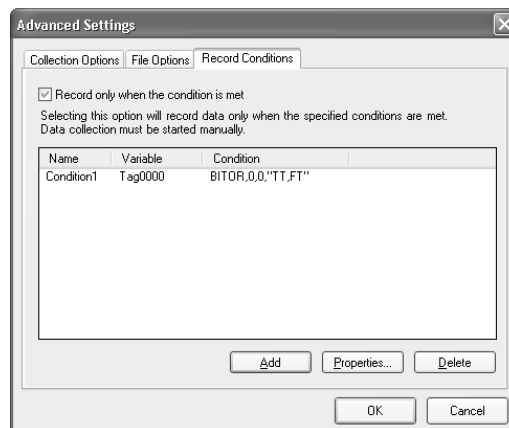 Advanced Settings
Collection Options File Options Record Conditions
Record only when the condition is met
Selecting this option will record data only when the specified conditions are met.
Data collection must be started manually.
Name Variable Condition
Condition1 Tag0000 BITOR,0,0,"TT,FT"
Add Properties... Delete
OK Cancel